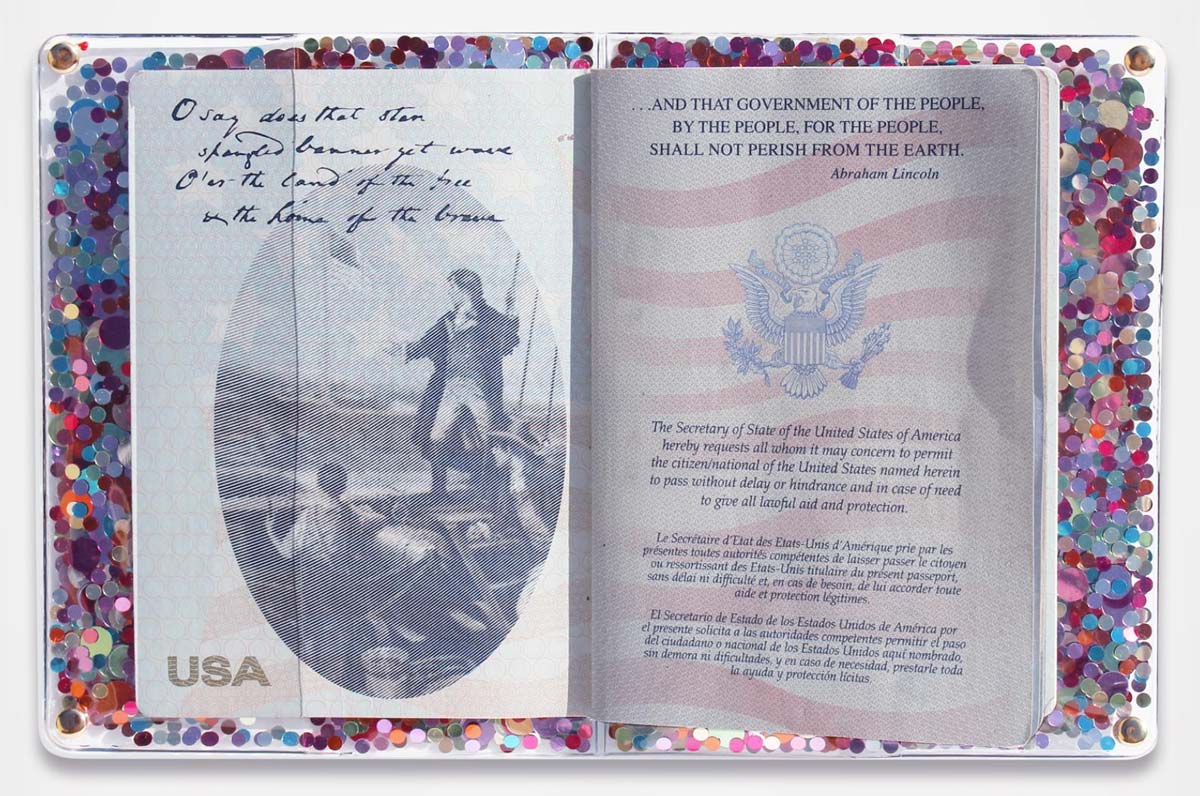 O say does that star
spangled banner yet wave
O'er the land of the free
& the home of the brave
USA
...AND THAT GOVERNMENT OF THE PEOPLE,
BY THE PEOPLE, FOR THE PEOPLE,
SHALL NOT PERISH FROM THE EARTH.
Abraham Lincoln
The Secretary of State of the United States of America
hereby requests all whom it may concern to permit
the citizen/national of the United States named herein
to pass without delay or hindrance and in case of need
to give all lawful aid and protection.
Le Secrétaire d'Etat des Etats-Unis d'Amérique prie par les
présentes toutes autorités compétentes de laisser passer le citoyen
ou ressortissant des Etats-Unis titulaire du présent passeport,
sans délai ni difficulté et, en cas de besoin, de lui accorder toute
aide et protection légitimes.
El Secretario de Estado de los Estados Unidos de América por
el presente solicita a las autoridades competentes permitir el paso
del ciudadano o nacional de los Estados Unidos aquí nombrado,
sin demora ni dificultades, y en caso de necesidad, prestarle toda
la ayuda y protección lícitas.